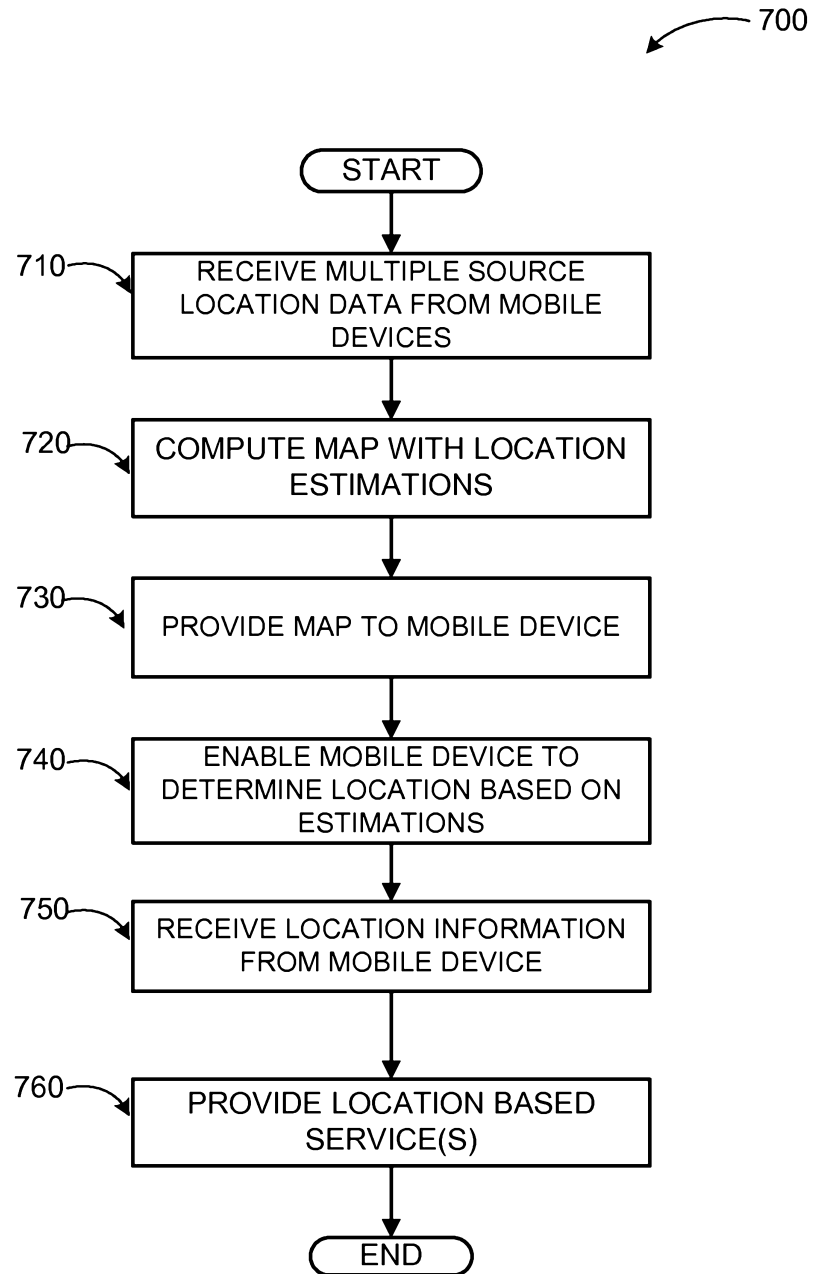 700
START
710
RECEIVE MULTIPLE SOURCE
LOCATION DATA FROM MOBILE
DEVICES
720
COMPUTE MAP WITH LOCATION
ESTIMATIONS
730
PROVIDE MAP TO MOBILE DEVICE
740
ENABLE MOBILE DEVICE TO
DETERMINE LOCATION BASED ON
ESTIMATIONS
750
RECEIVE LOCATION INFORMATION
FROM MOBILE DEVICE
760
PROVIDE LOCATION BASED
SERVICE(S)
END